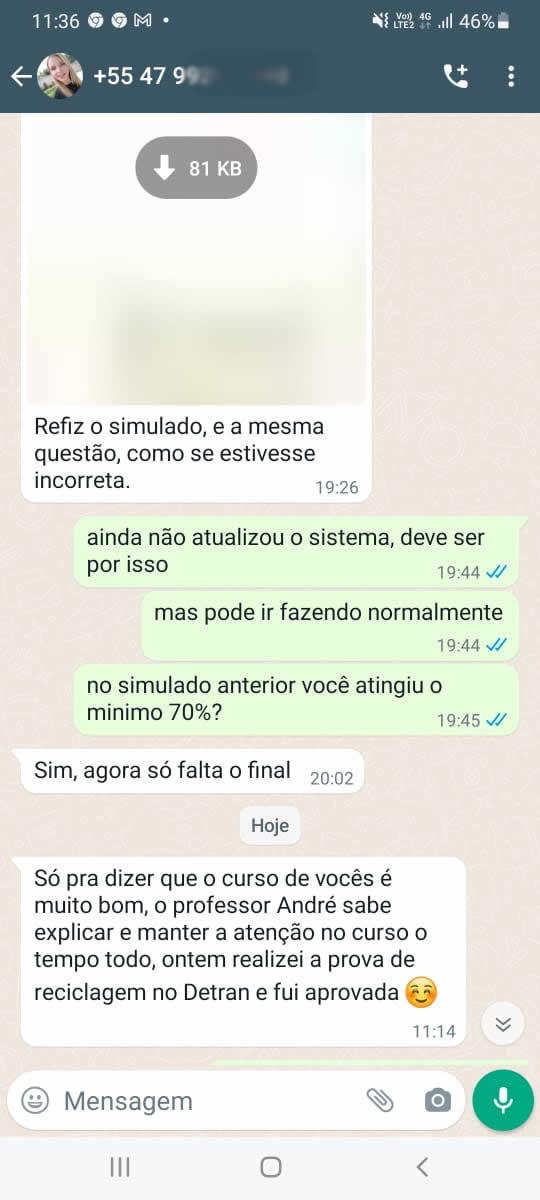 11:36
Vo)) 4G
LTE2
46%
+55 47 99
81 KB
Refiz o simulado, e a mesma
questão, como se estivesse
incorreta.
19:26
ainda não atualizou o sistema, deve ser
por isso
19:44
mas pode ir fazendo normalmente
19:44
no simulado anterior você atingiu o
minimo 70%?
19:45
Sim, agora só falta o final
20:02
Hoje
Só pra dizer que o curso de vocês é
muito bom, o professor André sabe
explicar e manter a atenção no curso o
tempo todo, ontem realizei a prova de
reciclagem no Detran e fui aprovada ☺️
11:14
Mensagem